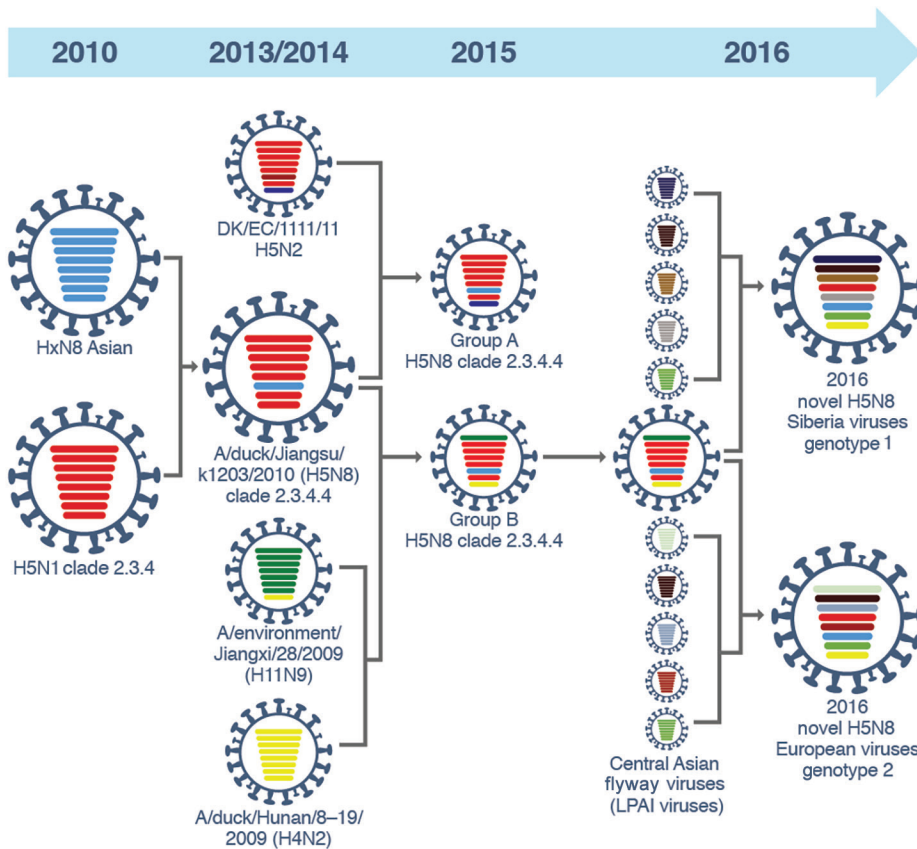 2010
2013/2014
2015
2016
HxN8 Asian
H5N1 clade 2.3.4
DK/EC/1111/11
H5N2
A/duck/Jiangsu/
k1203/2010 (H5N8)
clade 2.3.4.4
A/environment/
Jiangxi/28/2009
(H11N9)
A/duck/Hunan/8–19/
2009 (H4N2)
Group A
H5N8 clade 2.3.4.4
Group B
H5N8 clade 2.3.4.4
Central Asian
flyway viruses
(LPAI viruses)
2016
novel H5N8
Siberia viruses
genotype 1
2016
novel H5N8
European viruses
genotype 2